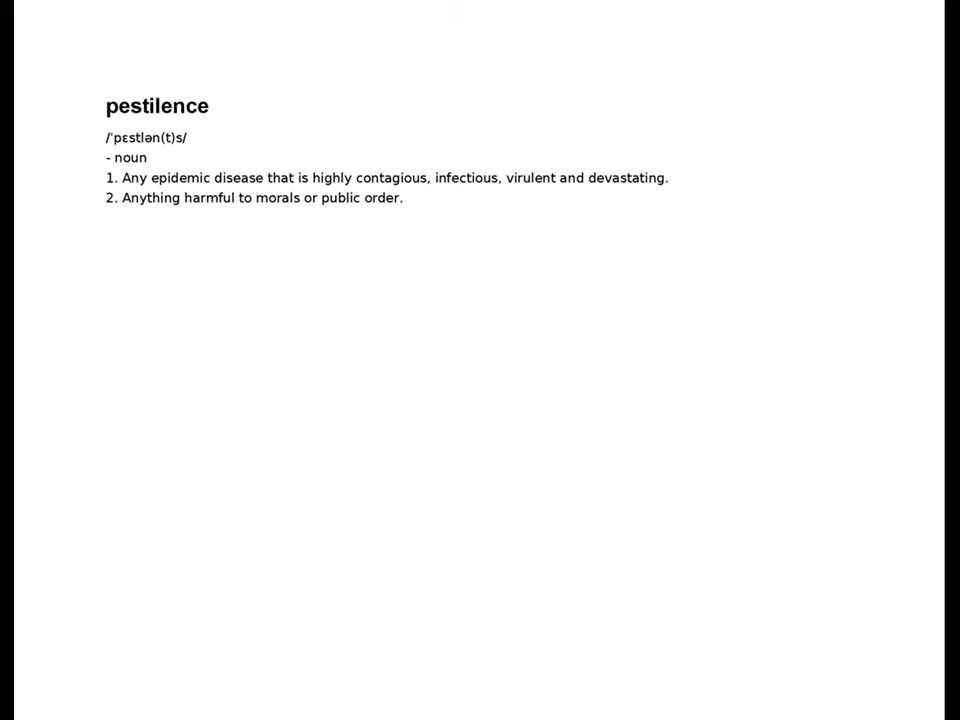 pestilence
/ˈpɛstlən(t)s/
- noun
1. Any epidemic disease that is highly contagious, infectious, virulent and devastating.
2. Anything harmful to morals or public order.